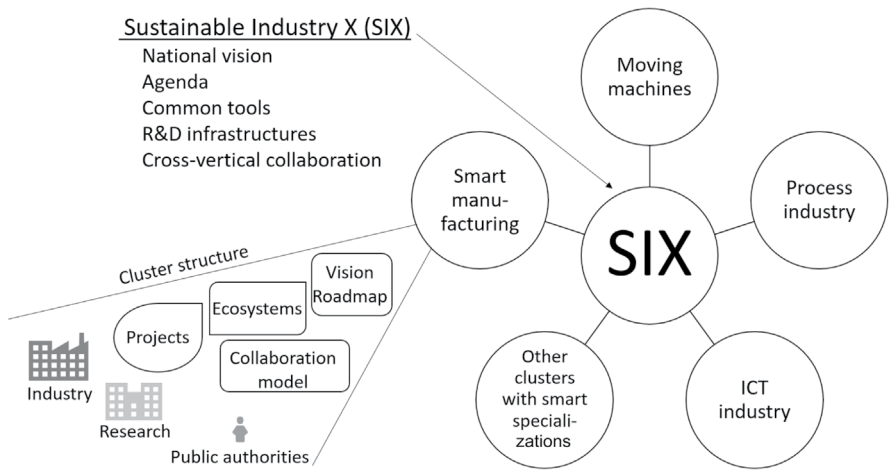 Sustainable Industry X (SIX)
National vision
Agenda
Common tools
R&D infrastructures
Cross-vertical collaboration
Moving
machines
Smart
manu-
facturing
Process
industry
SIX
Cluster structure
Vision
Roadmap
Ecosystems
Projects
Collaboration
model
Industry
Research
Public authorities
Other
clusters
with smart
speciali-
zations
ICT
industry